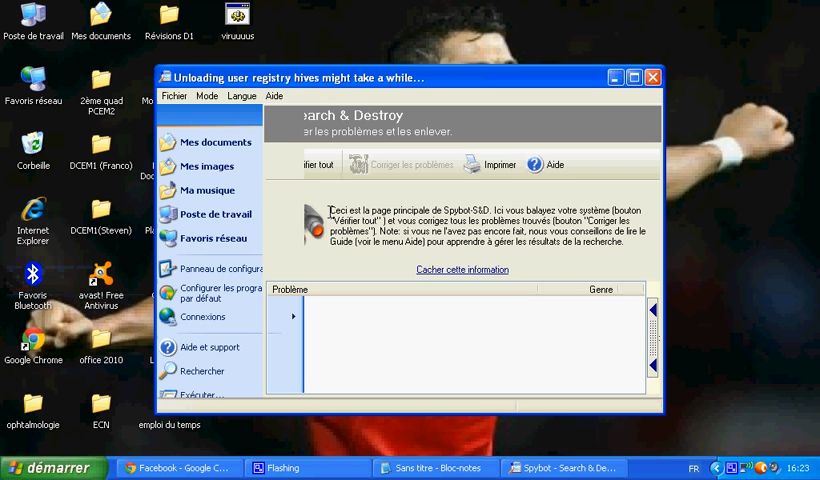 Poste de travail
Mes documents
Révisions D1
viruuuus
Favoris réseau
2ème quad
PCEM2
Mo
Corbeille
DCEM1 (Franco)
Internet
Explorer
DCEM1(Steven)
Favoris
Bluetooth
avast! Free
Antivirus
Google Chrome
office 2010
ophtalmologie
ECN
emploi du temps
Unloading user registry hives might take a while...
Fichier Mode Langue Aide
earch & Destroy
er les problèmes et les enlever.
ifier tout
Corriger les problèmes
Imprimer
Aide
Mes documents
Mes images
Ma musique
Poste de travail
Favoris réseau
Panneau de configura
Configurer les progra
par défaut
Connexions
Aide et support
Rechercher
Exécuter...
Ceci est la page principale de Spybot-S&D. Ici vous balayez votre système (bouton
"Vérifier tout" ) et vous corrigez tous les problèmes trouvés (bouton "Corriger les
problèmes"). Note: si vous ne l'avez pas encore fait, nous vous conseillons de lire le
Guide (voir le menu Aide) pour apprendre à gérer les résultats de la recherche.
Cacher cette information
Problème
Genre
démarrer
Facebook - Google C...
Flashing
Sans titre - Bloc-notes
Spybot - Search & De...
FR
16:23